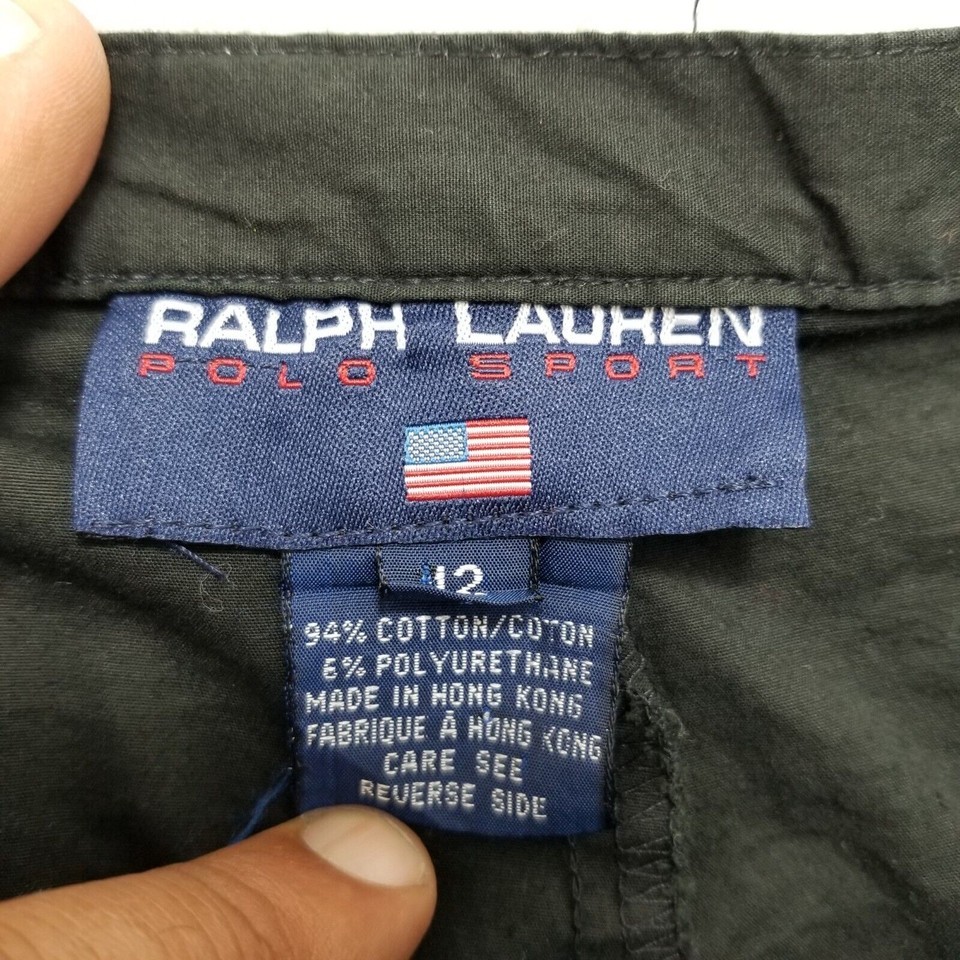 RALPH LAUREN
POLO SPORT
12
94% COTTON/COTON
6% POLYURETHANE
MADE IN HONG KONG
FABRIQUE À HONG KONG
CARE SEE
REVERSE SIDE